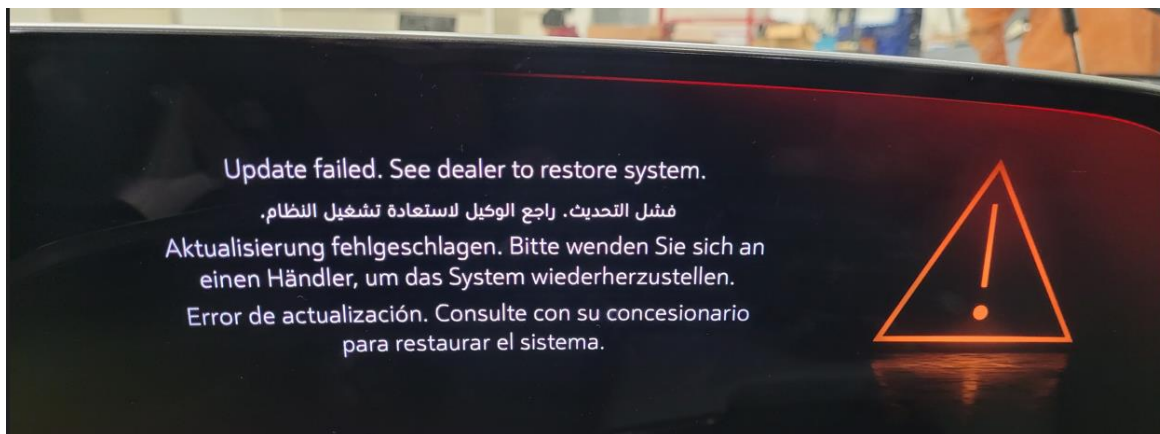 Update failed. See dealer to restore system.
فشل التحديث. راجع الوكيل لاستعادة تشغيل النظام.
Aktualisierung fehlgeschlagen. Bitte wenden Sie sich an
einen Händler, um das System wiederherzustellen.
Error de actualización. Consulte con su concesionario
para restaurar el sistema.